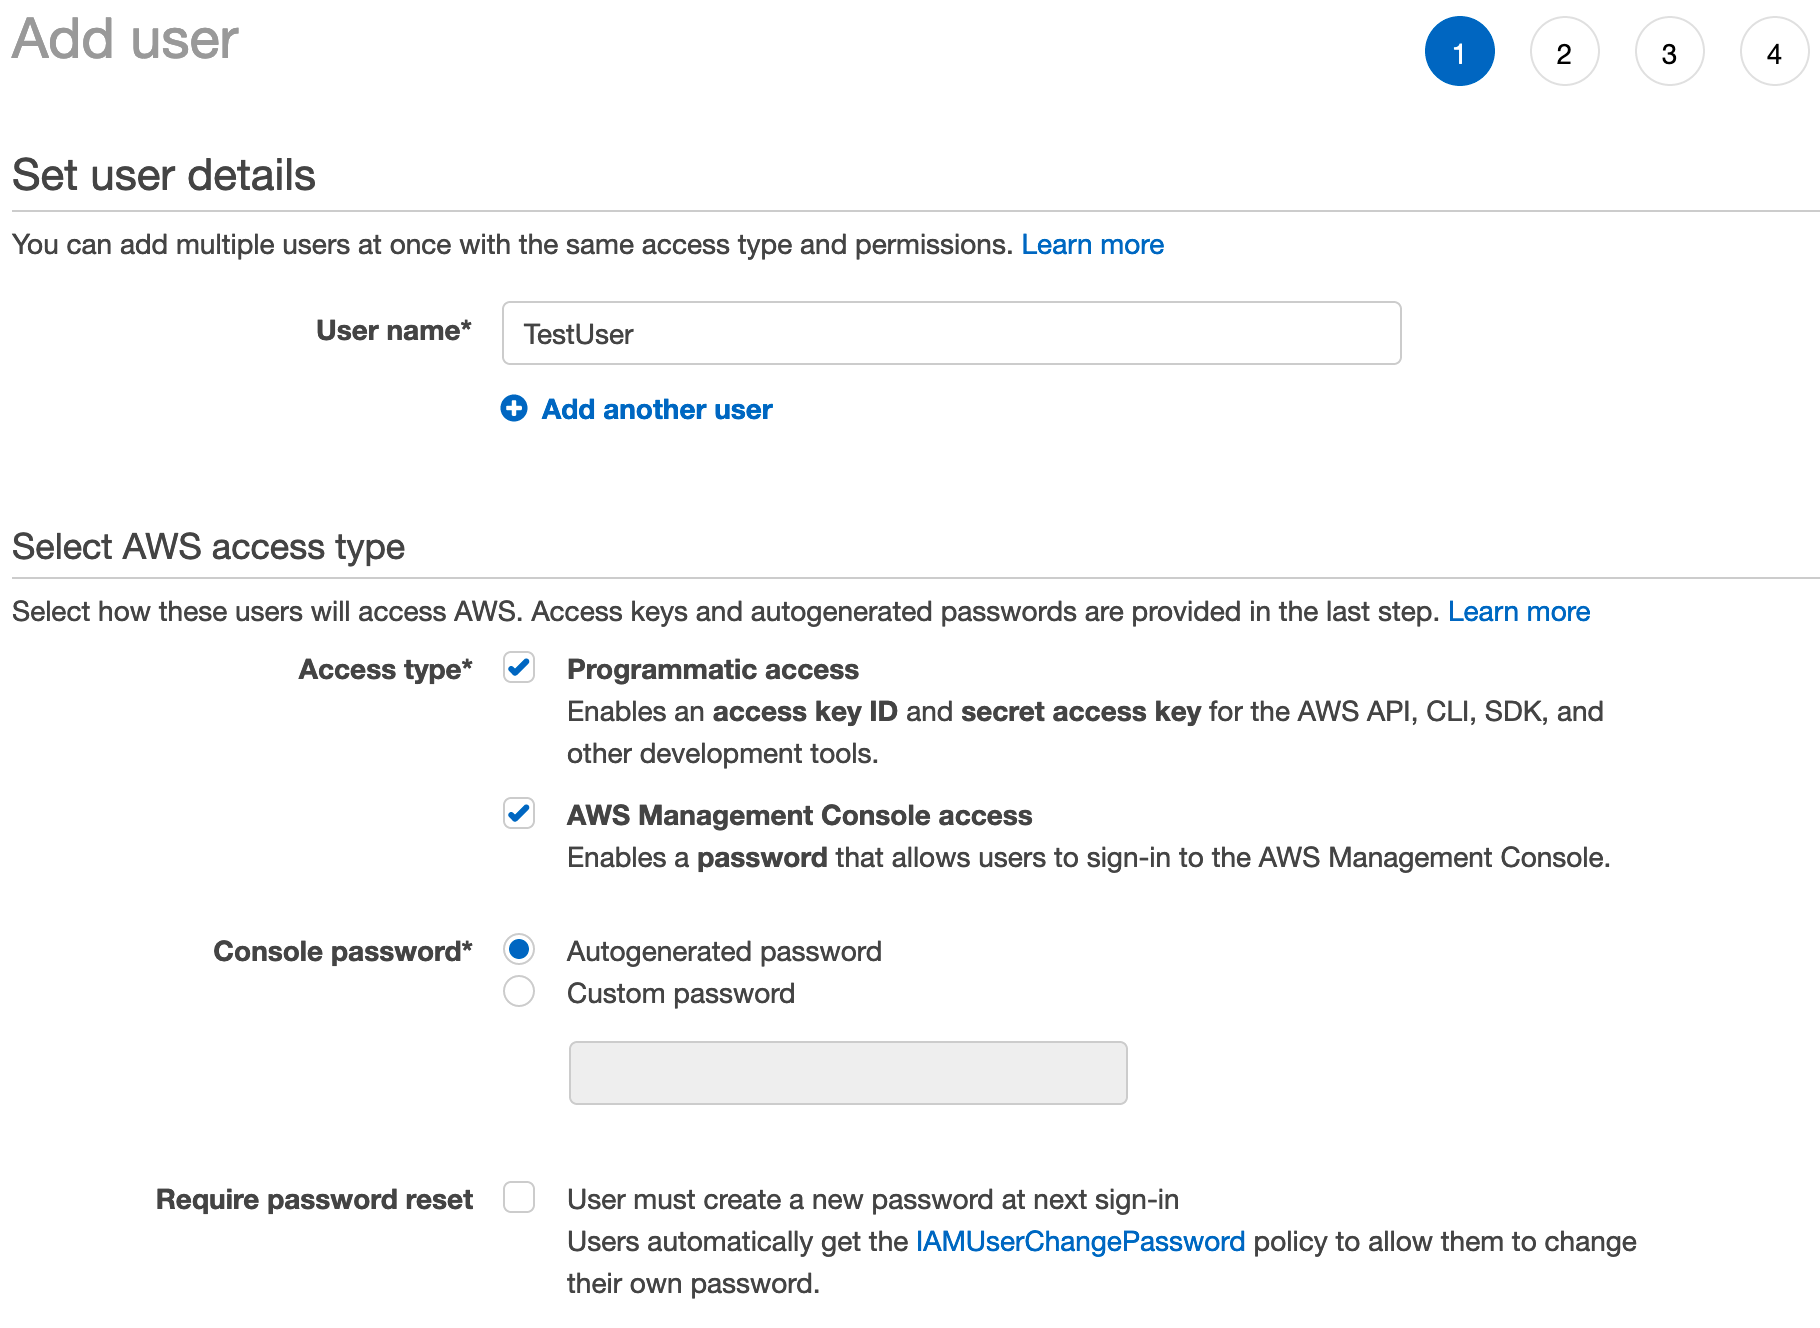 Add user
1 2 3 4
Set user details
You can add multiple users at once with the same access type and permissions. Learn more
User name* TestUser
Add another user
Select AWS access type
Select how these users will access AWS. Access keys and autogenerated passwords are provided in the last step. Learn more
Access type* Programmatic access
Enables an access key ID and secret access key for the AWS API, CLI, SDK, and
other development tools.
AWS Management Console access
Enables a password that allows users to sign-in to the AWS Management Console.
Console password* Autogenerated password
Custom password
Require password reset User must create a new password at next sign-in
Users automatically get the IAMUserChangePassword policy to allow them to change
their own password.